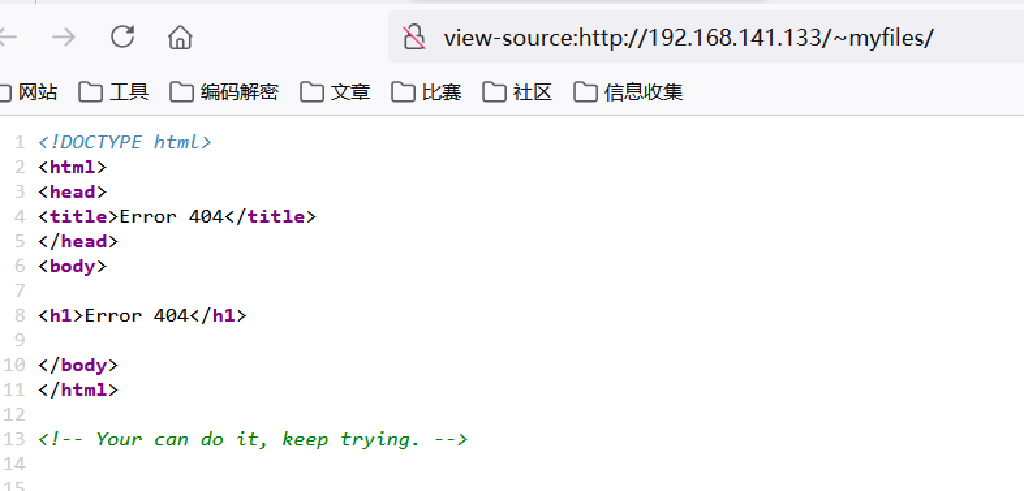 view-source:http://192.168.141.133/~myfiles/
网站 工具 编码解密 文章 比赛 社区 信息收集
1 <!DOCTYPE html>
2 <html>
3 <head>
4 <title>Error 404</title>
5 </head>
6 <body>
7
8 <h1>Error 404</h1>
9
10 </body>
11 </html>
12
13 <!-- Your can do it, keep trying. -->
14
15